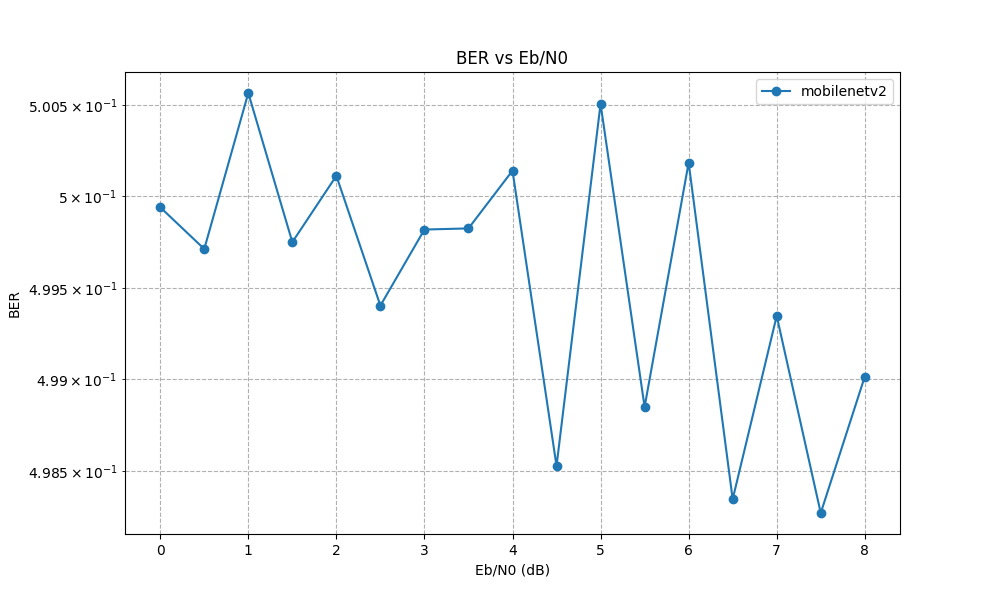 BER vs Eb/N0
mobilenetv2
BER
5.005 × 10⁻¹
5 × 10⁻¹
4.995 × 10⁻¹
4.99 × 10⁻¹
4.985 × 10⁻¹
0 1 2 3 4 5 6 7 8
Eb/N0 (dB)